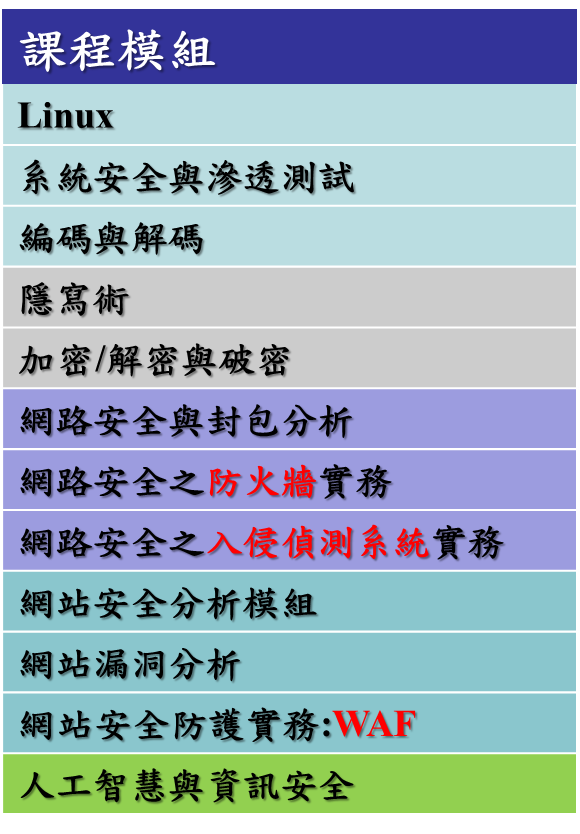 課程模組
Linux
系統安全與滲透測試
編碼與解碼
隱寫術
加密/解密與破密
網路安全與封包分析
網路安全之防火牆實務
網路安全之入侵偵測系統實務
網站安全分析模組
網站漏洞分析
網站安全防護實務:WAF
人工智慧與資訊安全